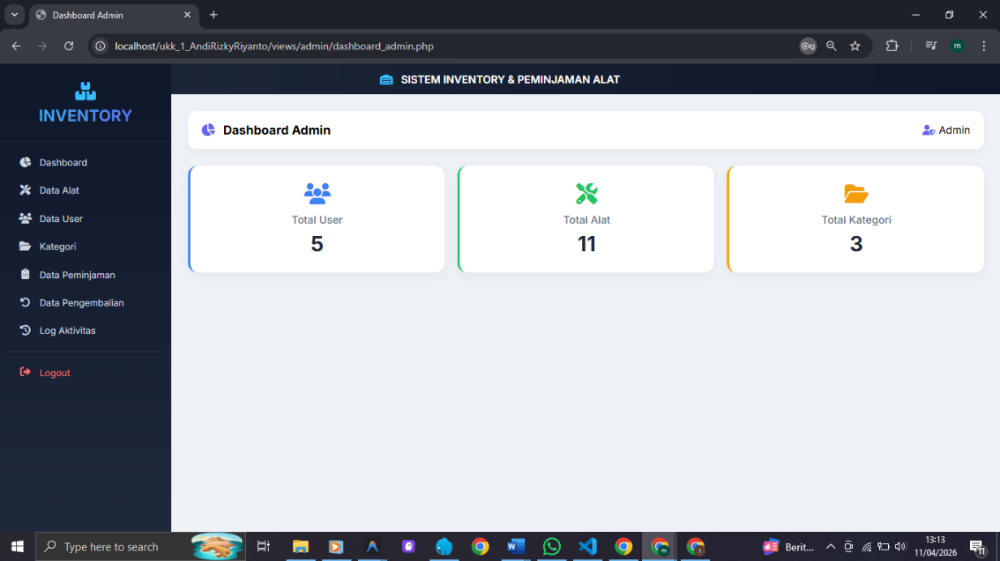 Dashboard Admin
localhost/ukk_1_AndiRizkyRiyanto/views/admin/dashboard_admin.php
m
INVENTORY
SISTEM INVENTORY & PEMINJAMAN ALAT
Dashboard Admin
Admin
Dashboard
Data Alat
Data User
Kategori
Data Peminjaman
Data Pengembalian
Log Aktivitas
Logout
Total User
5
Total Alat
11
Total Kategori
3
Type here to search
Berit...
13:13
11/04/2026
11